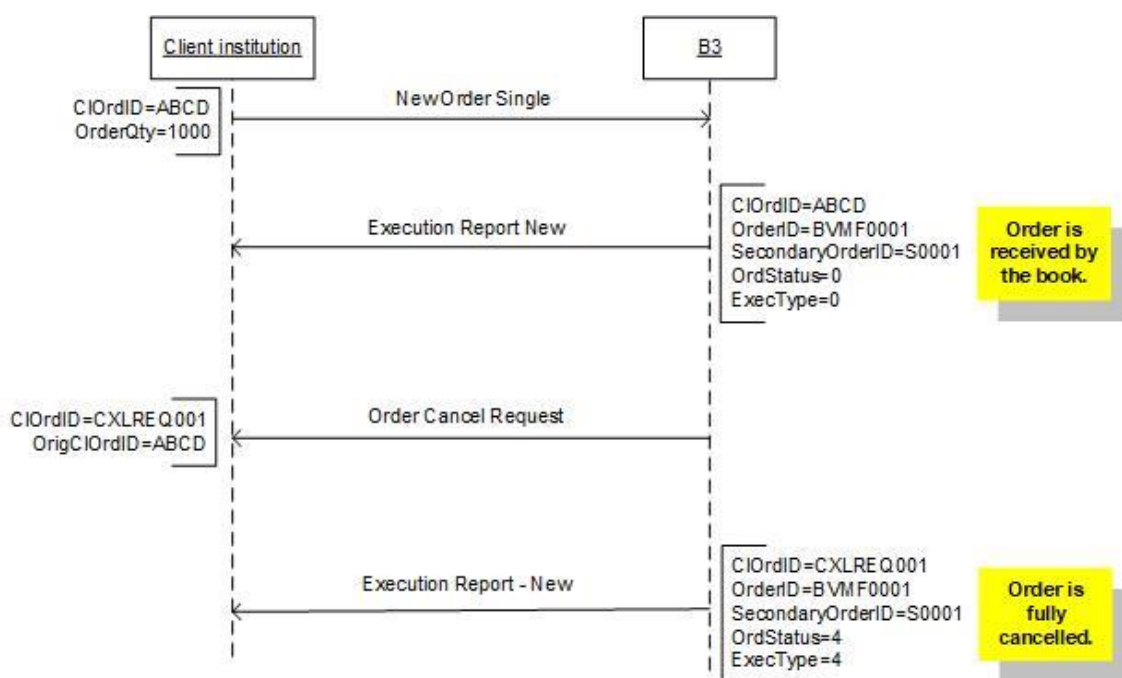 Client institution
B3
ClOrdID=ABCD
OrderQty=1000
New Order Single
Execution Report New
ClOrdID=ABCD
OrderID=BVMF0001
SecondaryOrderID=S0001
OrdStatus=0
ExecType=0
Order is
received by
the book.
ClOrdID=CXLREQ001
OrigClOrdID=ABCD
Order Cancel Request
Execution Report - New
ClOrdID=CXLREQ001
OrderID=BVMF0001
SecondaryOrderID=S0001
OrdStatus=4
ExecType=4
Order is
fully
cancelled.